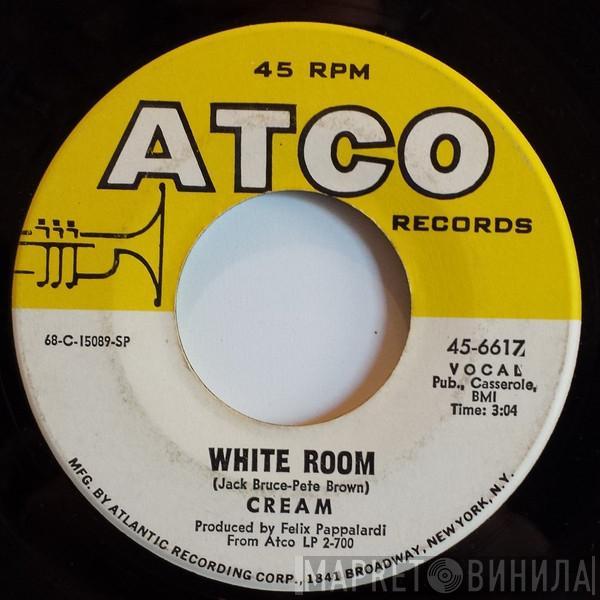 45 RPM
ATCO
RECORDS
68-C-15089-SP
45-6617
VOCAL
Pub., Casserole,
BMI
Time: 3:04
WHITE ROOM
(Jack Bruce-Pete Brown)
CREAM
Produced by Felix Pappalardi
From Atco LP 2-700
MFG. BY ATLANTIC RECORDING CORP., 1841 BROADWAY, NEW YORK, N.Y.
МАРКЕТОВИНИЛА